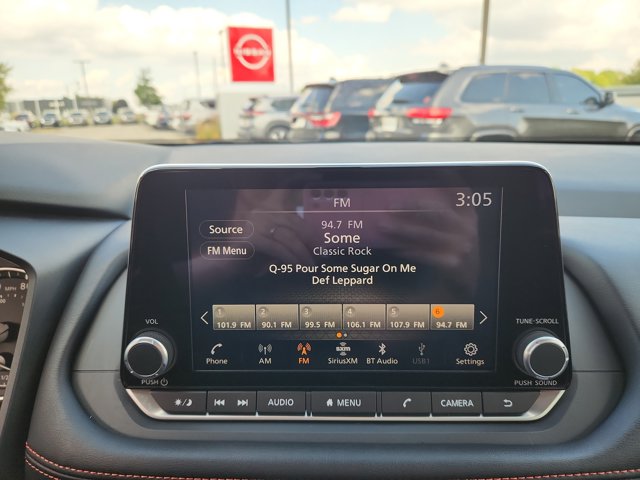 NISSAN
FM
3:05
Source
94.7 FM
FM Menu
Some
Classic Rock
Q-95 Pour Some Sugar On Me
Def Leppard
1 2 3 4 5 6
101.9 FM 90.1 FM 99.5 FM 106.1 FM 107.9 FM 94.7 FM
VOL
TUNE-SCROLL
Phone AM FM SiriusXM BT Audio USB1 Settings
PUSH
PUSH SOUND
AUDIO MENU CAMERA
MPH
80